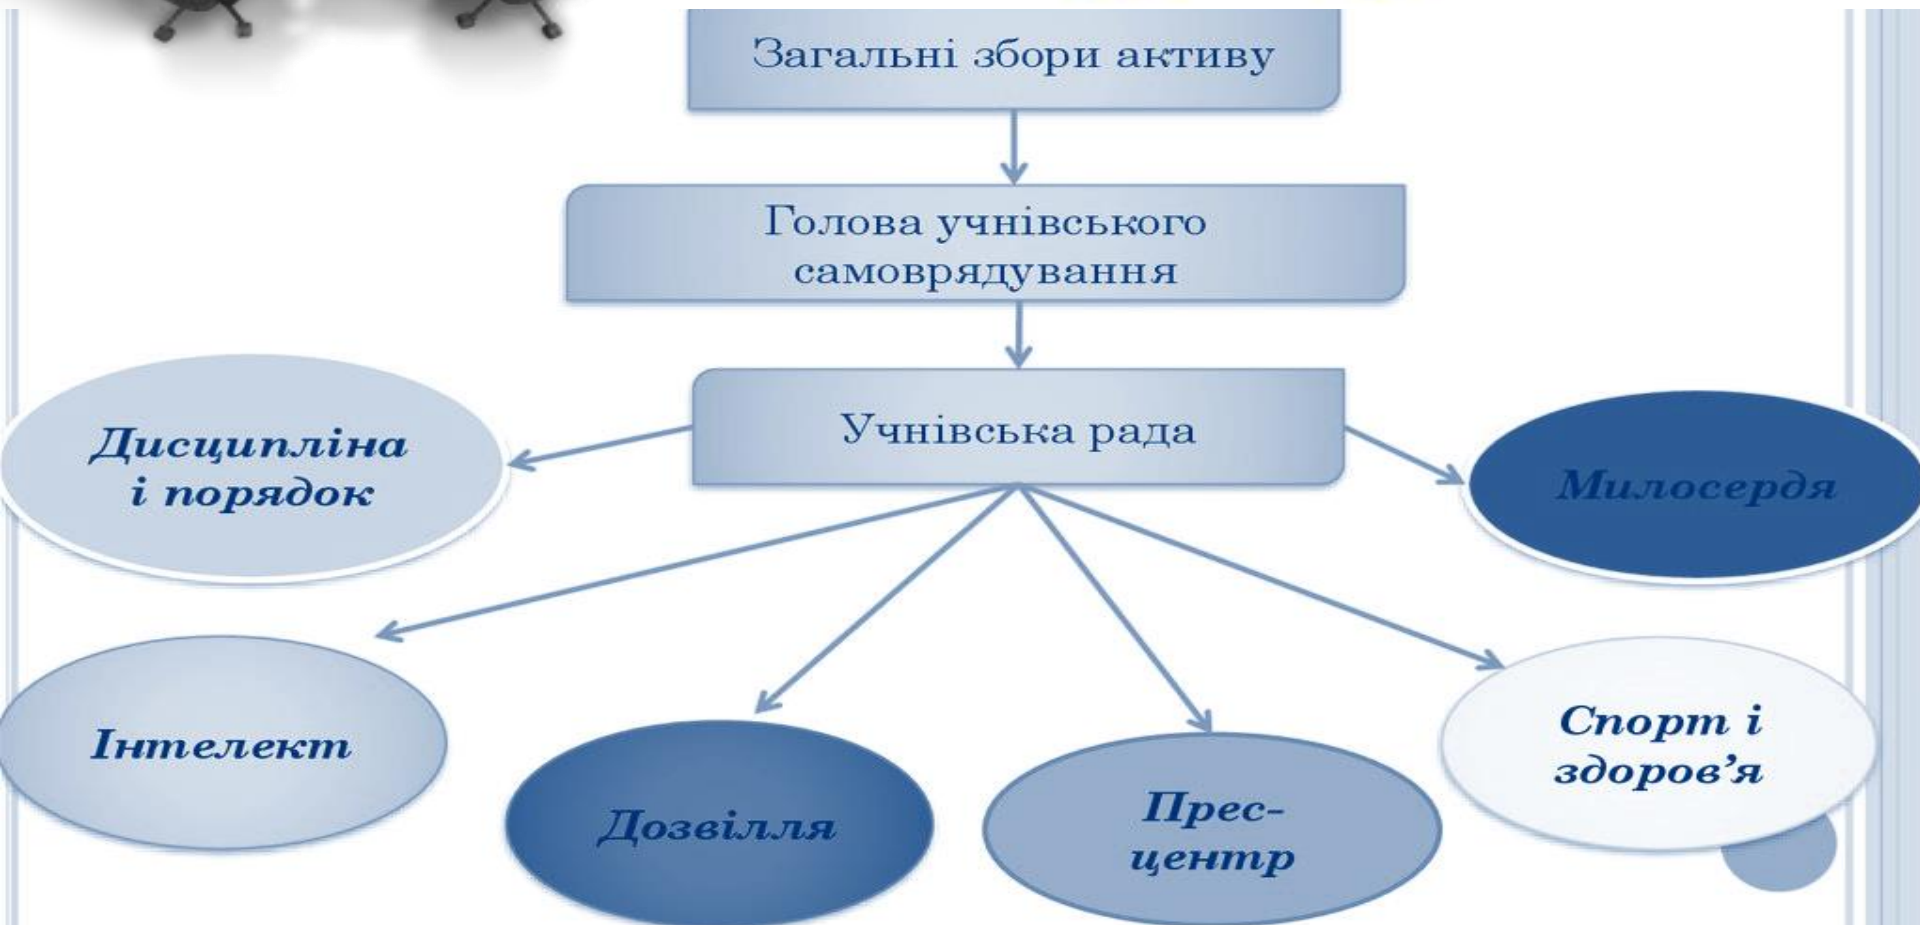 Загальні збори активу
Голова учнівського
самоврядування
Учнівська рада
Дисципліна
і порядок
Милосердя
Інтелект
Дозвілля
Прес-
центр
Спорт і
здоров’я